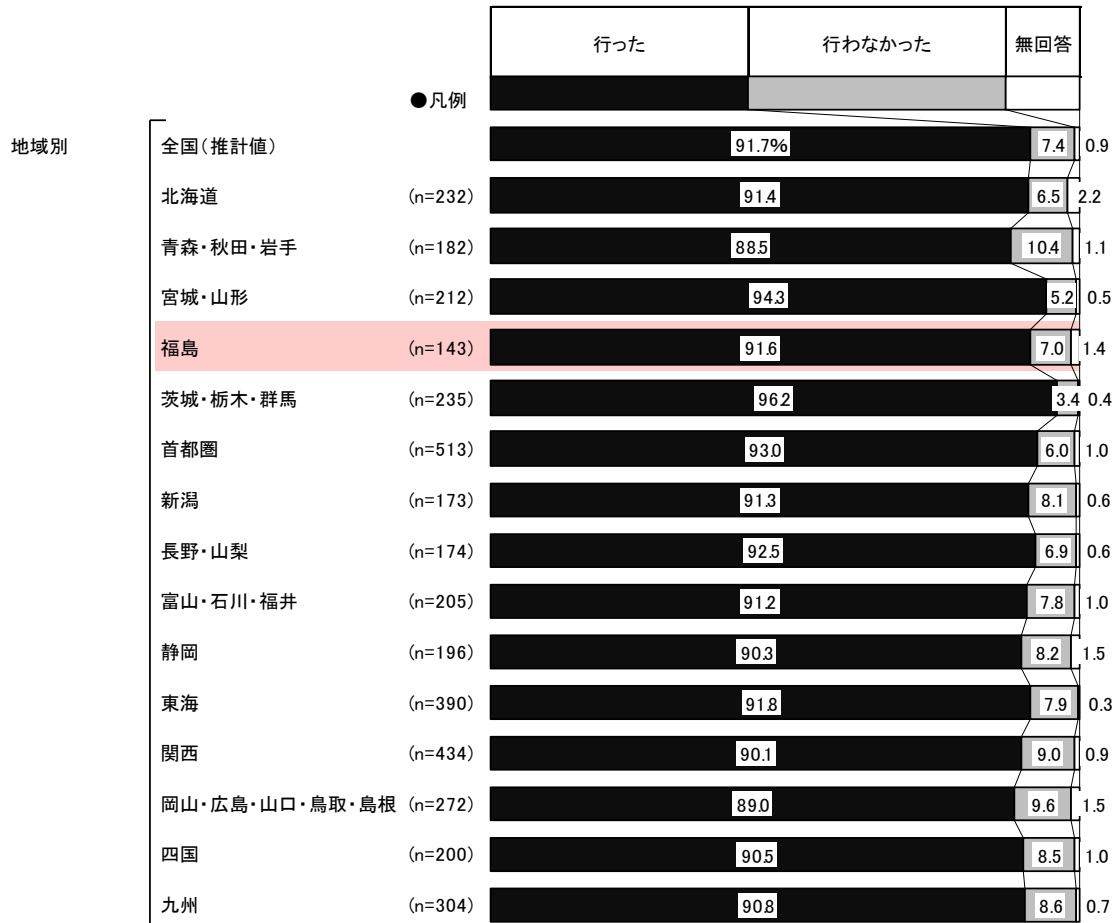 行った 行わなかった 無回答
●凡例
地域別 全国(推計値) 91.7% 7.4 0.9
北海道 (n=232) 91.4 6.5 2.2
青森・秋田・岩手 (n=182) 88.5 10.4 1.1
宮城・山形 (n=212) 94.3 5.2 0.5
福島 (n=143) 91.6 7.0 1.4
茨城・栃木・群馬 (n=235) 96.2 3.4 0.4
首都圏 (n=513) 93.0 6.0 1.0
新潟 (n=173) 91.3 8.1 0.6
長野・山梨 (n=174) 92.5 6.9 0.6
富山・石川・福井 (n=205) 91.2 7.8 1.0
静岡 (n=196) 90.3 8.2 1.5
東海 (n=390) 91.8 7.9 0.3
関西 (n=434) 90.1 9.0 0.9
岡山・広島・山口・鳥取・島根 (n=272) 89.0 9.6 1.5
四国 (n=200) 90.5 8.5 1.0
九州 (n=304) 90.8 8.6 0.7